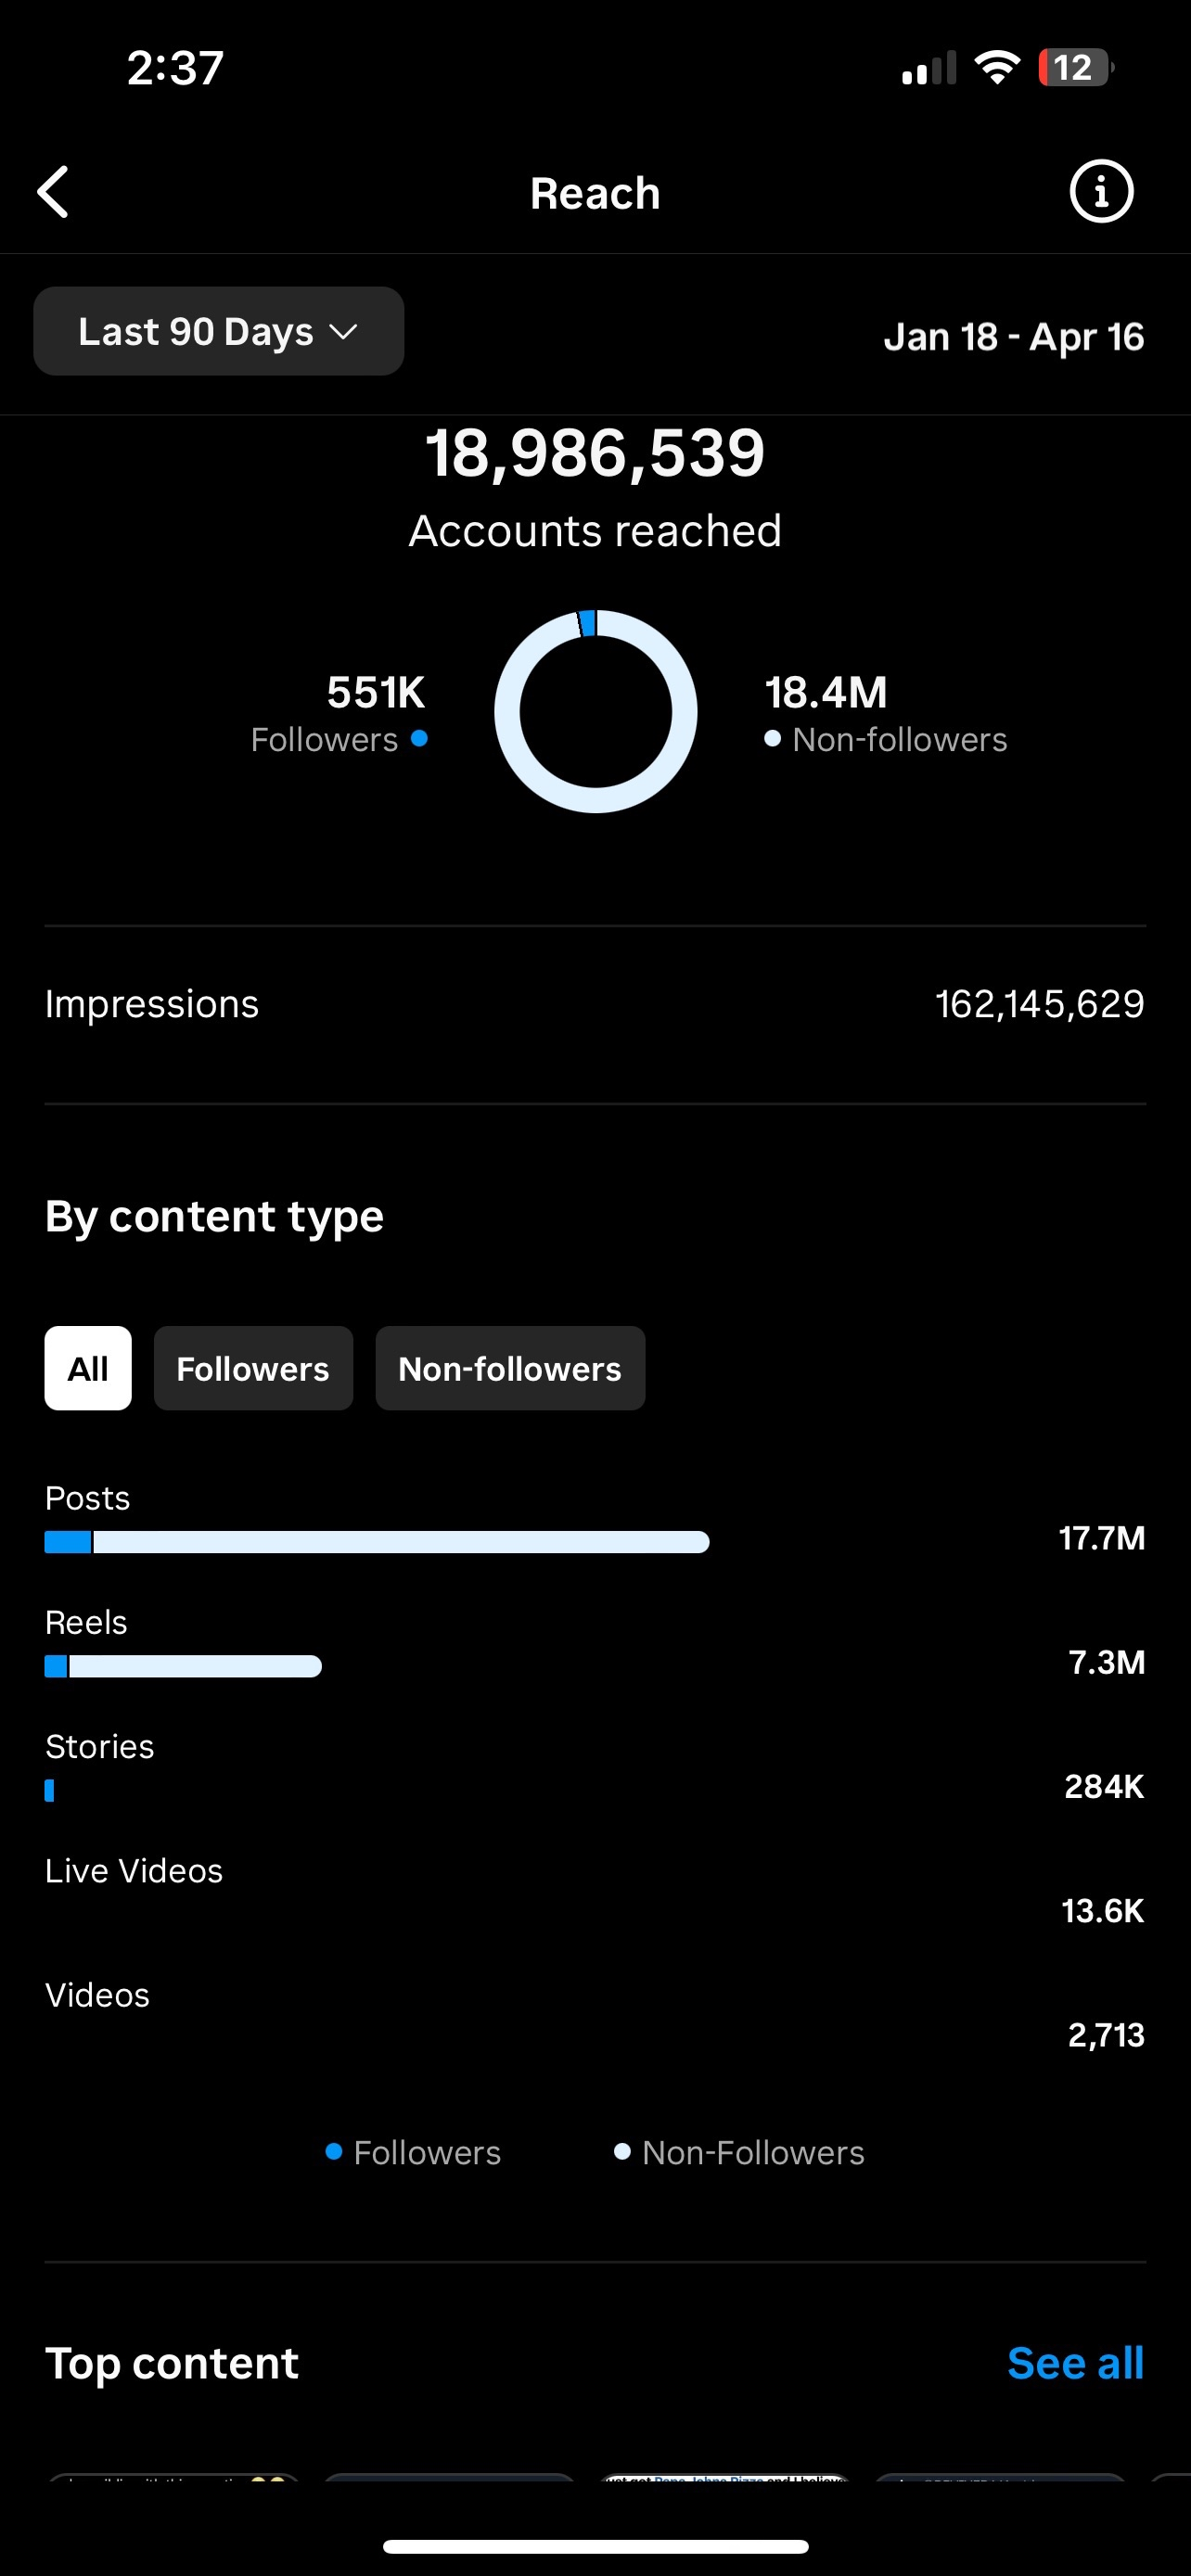 2:37
12
Reach
Last 90 Days
Jan 18 - Apr 16
18,986,539
Accounts reached
551K
Followers
18.4M
Non-followers
Impressions
162,145,629
By content type
All
Followers
Non-followers
Posts
17.7M
Reels
7.3M
Stories
284K
Live Videos
13.6K
Videos
2,713
Followers
Non-Followers
Top content
See all